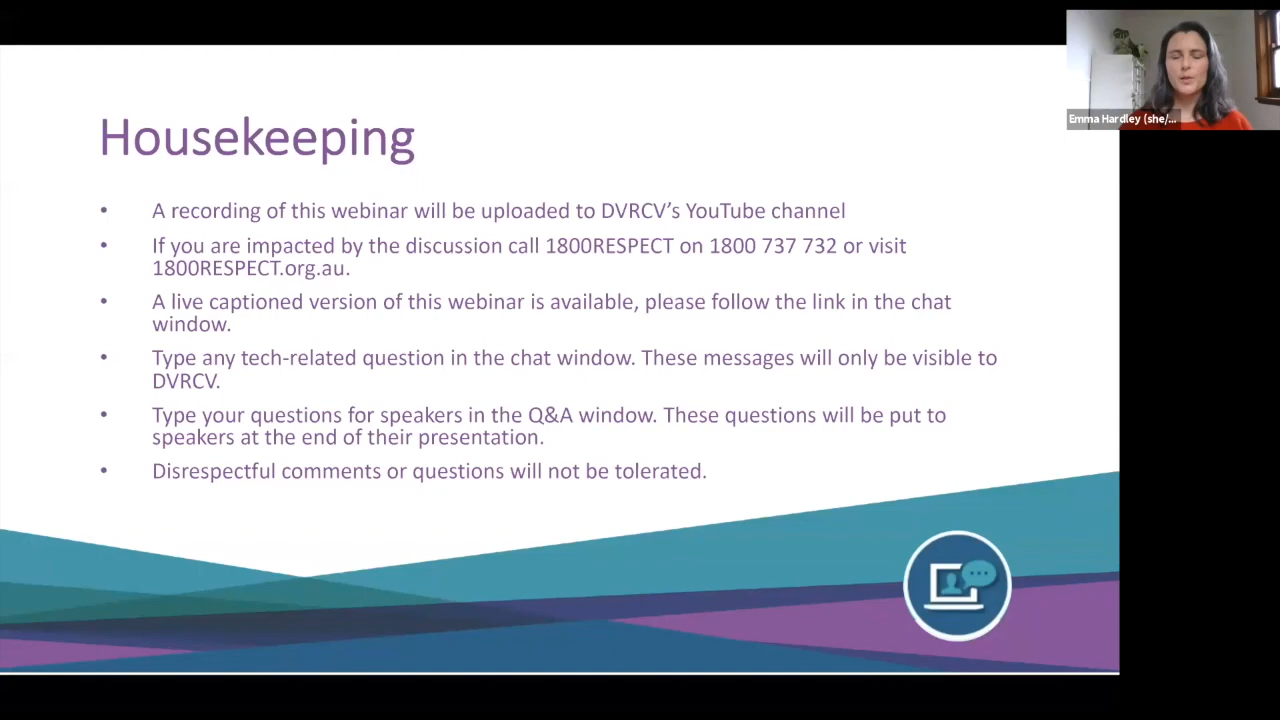 Emma Hardley (she/...
Housekeeping
• A recording of this webinar will be uploaded to DVRCV’s YouTube channel
• If you are impacted by the discussion call 1800RESPECT on 1800 737 732 or visit
1800RESPECT.org.au.
• A live captioned version of this webinar is available, please follow the link in the chat
window.
• Type any tech-related question in the chat window. These messages will only be visible to
DVRCV.
• Type your questions for speakers in the Q&A window. These questions will be put to
speakers at the end of their presentation.
• Disrespectful comments or questions will not be tolerated.